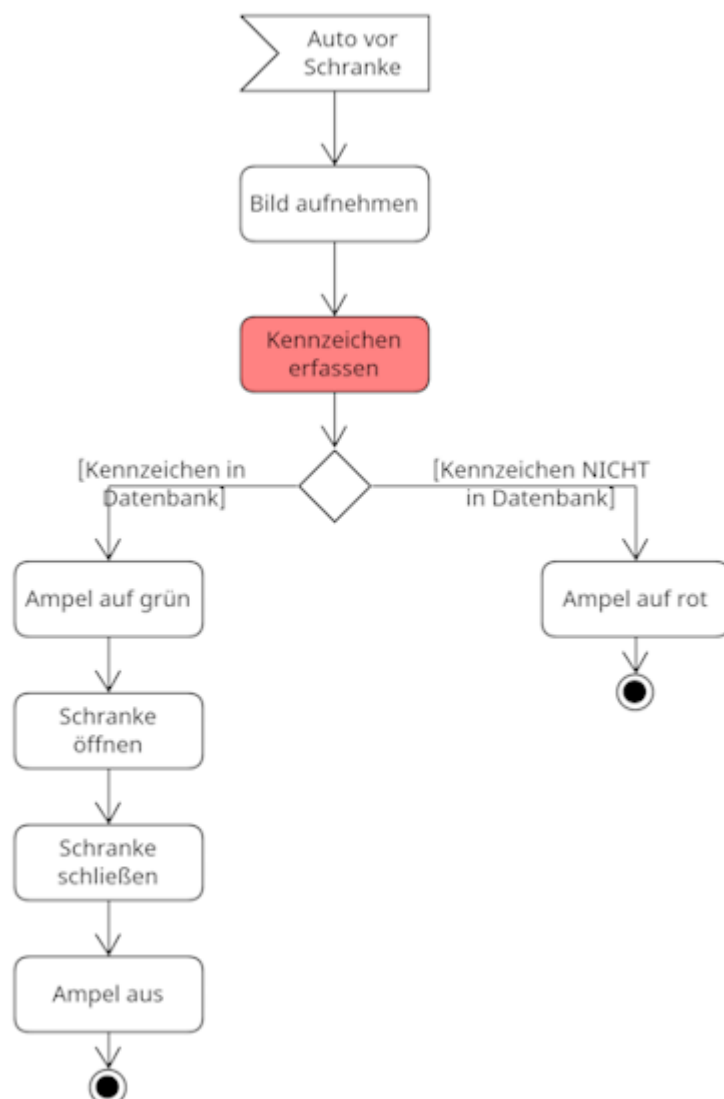 Auto vor
Schranke
Bild aufnehmen
Kennzeichen
erfassen
[Kennzeichen in
Datenbank]
[Kennzeichen NICHT
in Datenbank]
Ampel auf grün
Ampel auf rot
Schranke
öffnen
Schranke
schließen
Ampel aus